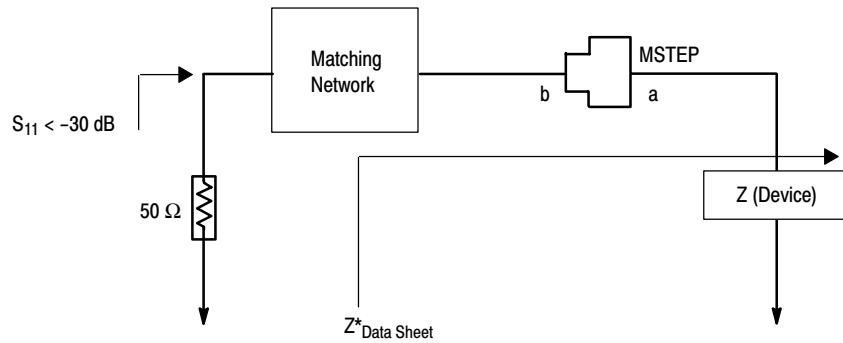 Matching
Network
MSTEP
b
a
S11 < –30 dB
Z (Device)
50 Ω
Z*Data Sheet